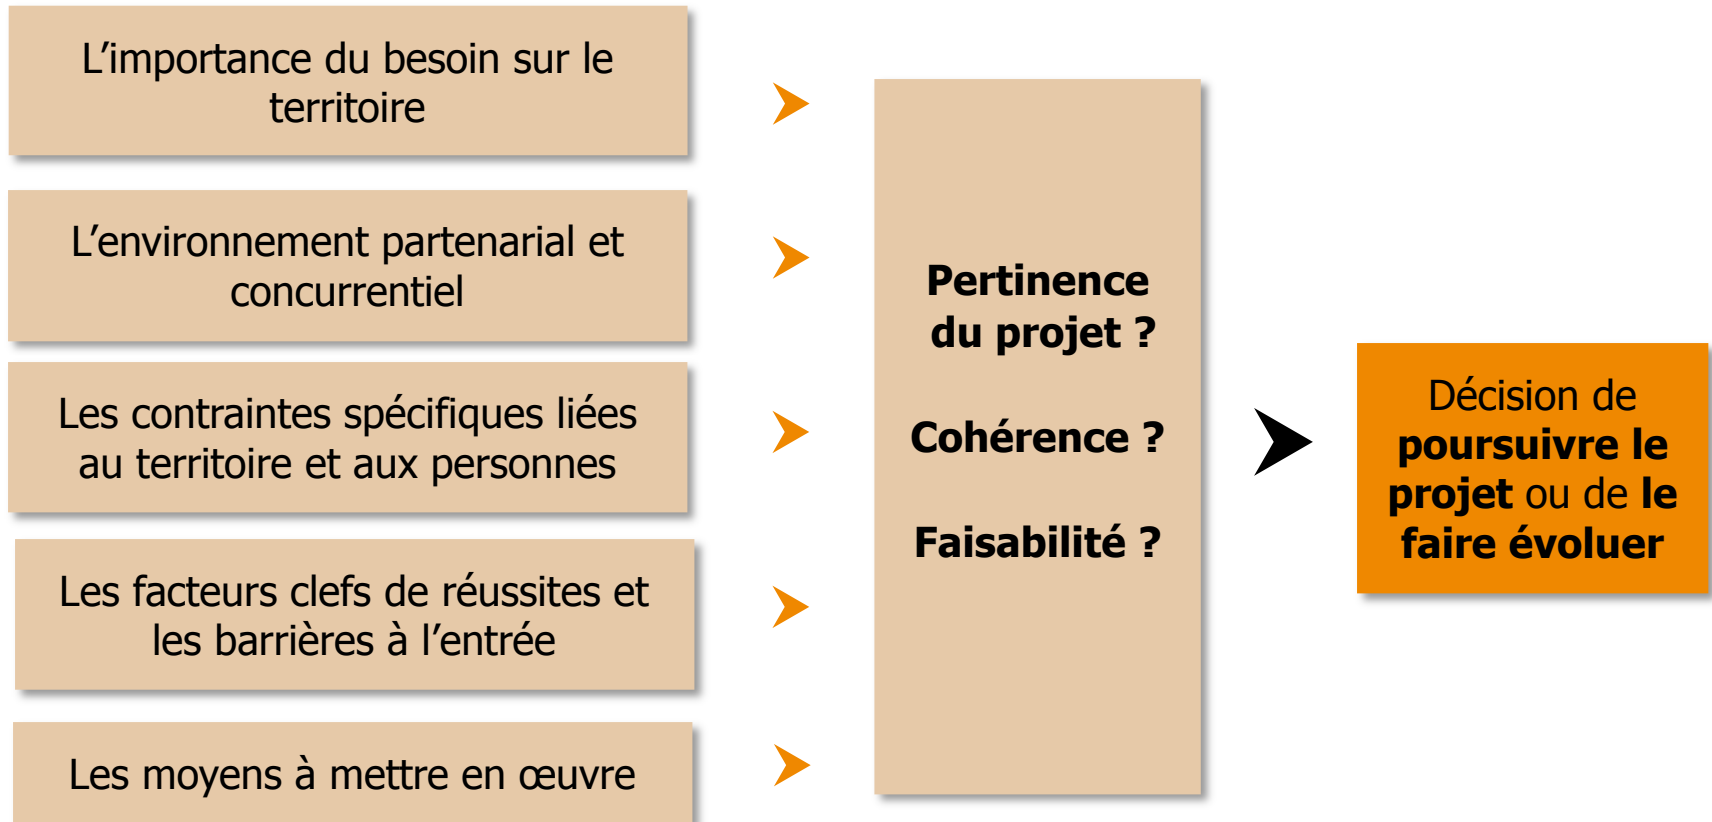 L’importance du besoin sur le
territoire
L’environnement partenarial et
concurrentiel
Les contraintes spécifiques liées
au territoire et aux personnes
Les facteurs clefs de réussites et
les barrières à l’entrée
Les moyens à mettre en œuvre
Pertinence
du projet ?
Cohérence ?
Faisabilité ?
Décision de
poursuivre le
projet ou de le
faire évoluer